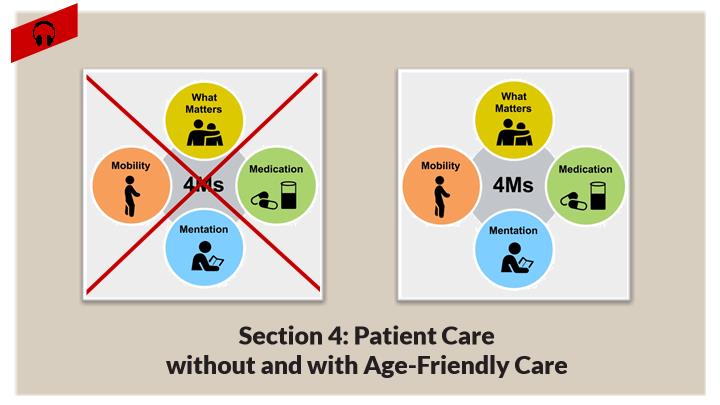 What
Matters
Mobility
4Ms
Medication
Mentation
What
Matters
Mobility
4Ms
Medication
Mentation
Section 4: Patient Care
without and with Age-Friendly Care